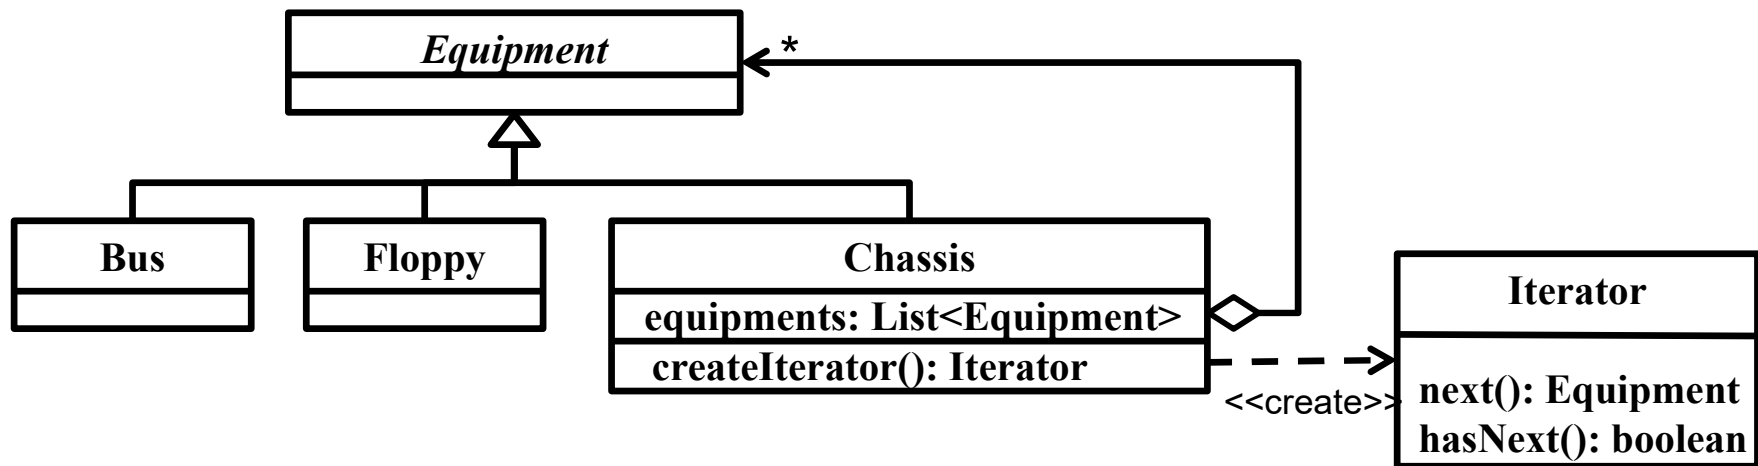 Equipment
*
Bus
Floppy
Chassis
equipments: List<Equipment>
createIterator(): Iterator
<<create>>
Iterator
next(): Equipment
hasNext(): boolean